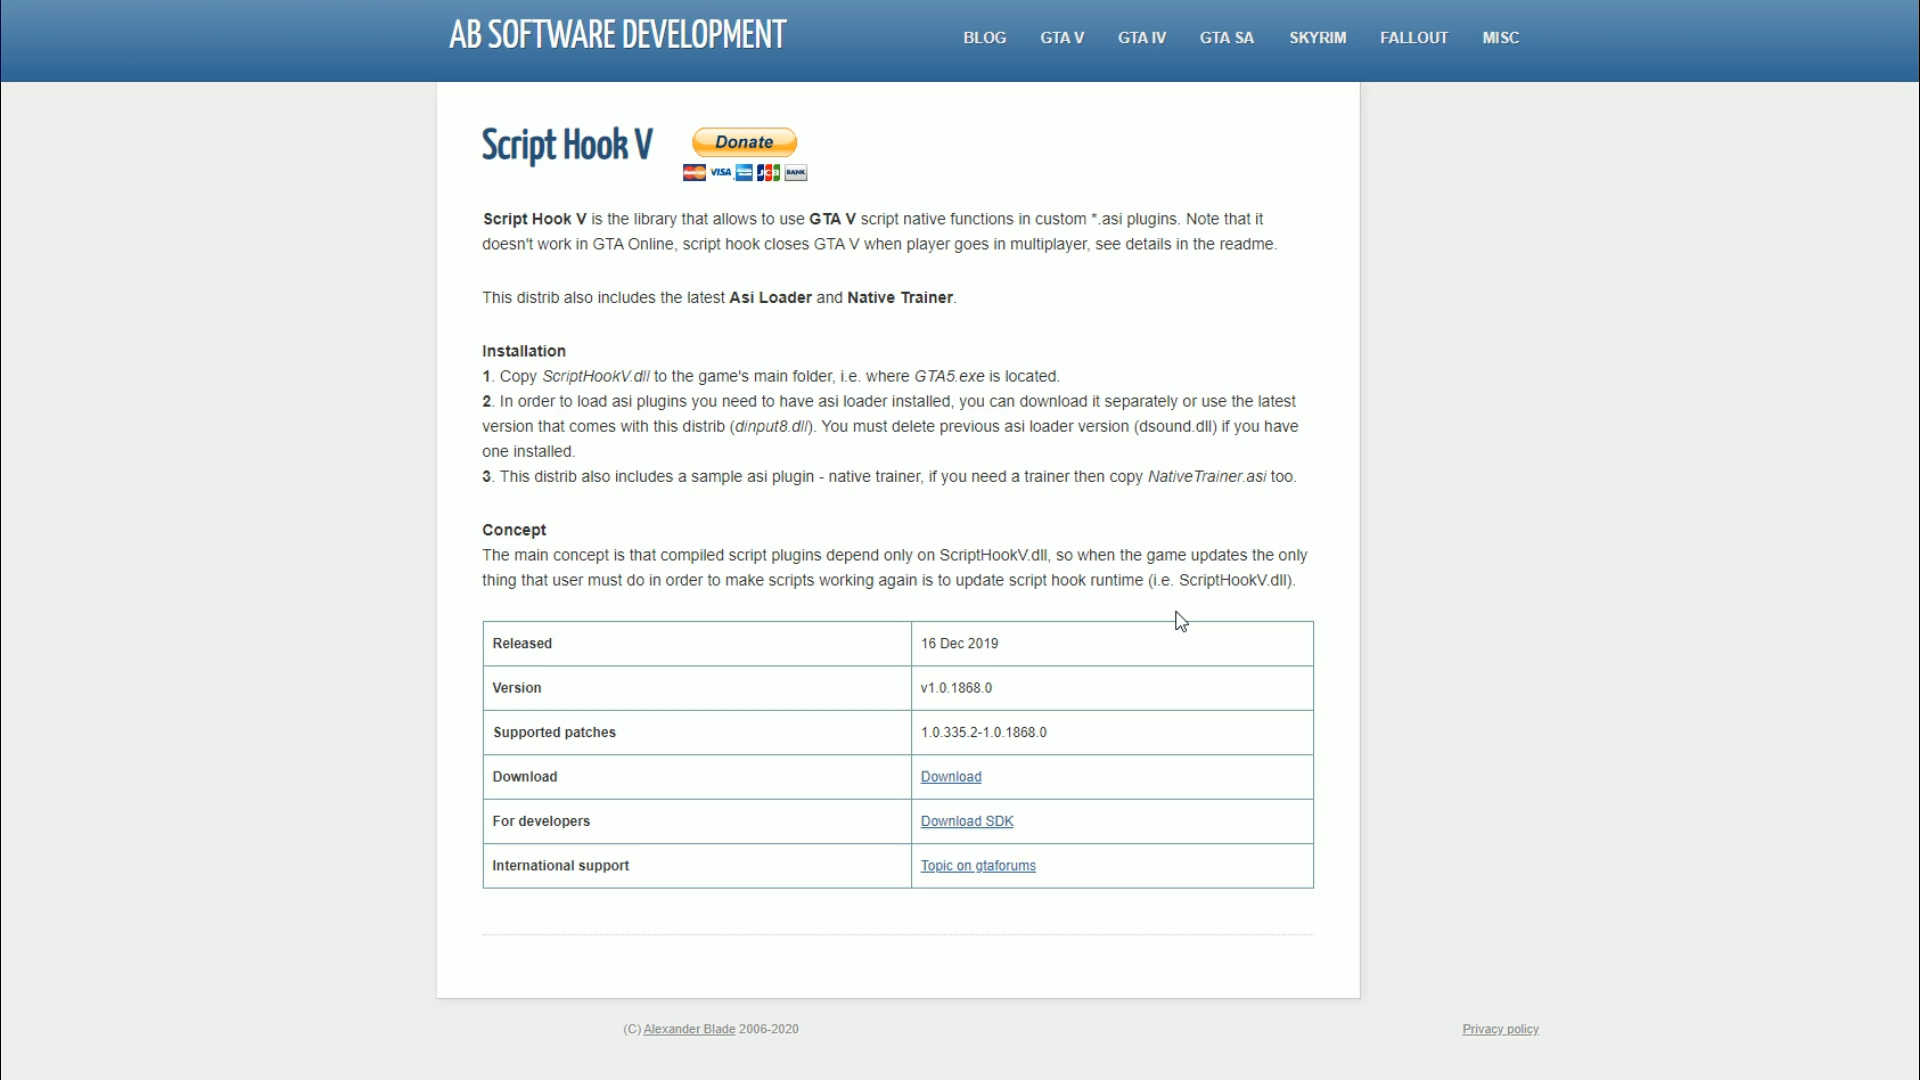 AB SOFTWARE DEVELOPMENT
BLOG GTA V GTA IV GTA SA SKYRIM FALLOUT MISC
Script Hook V
Donate
MasterCard VISA JCB BANK
Script Hook V is the library that allows to use GTA V script native functions in custom *.asi plugins. Note that it
doesn't work in GTA Online, script hook closes GTA V when player goes in multiplayer, see details in the readme.
This distrib also includes the latest Asi Loader and Native Trainer.
Installation
1. Copy ScriptHookV.dll to the game's main folder, i.e. where GTA5.exe is located.
2. In order to load asi plugins you need to have asi loader installed, you can download it separately or use the latest
version that comes with this distrib (dinput8.dll). You must delete previous asi loader version (dsound.dll) if you have
one installed.
3. This distrib also includes a sample asi plugin - native trainer, if you need a trainer then copy NativeTrainer.asi too.
Concept
The main concept is that compiled script plugins depend only on ScriptHookV.dll, so when the game updates the only
thing that user must do in order to make scripts working again is to update script hook runtime (i.e. ScriptHookV.dll).
Released 16 Dec 2019
Version v1.0.1868.0
Supported patches 1.0.335.2-1.0.1868.0
Download Download
For developers Download SDK
International support Topic on gtaforums
(C) Alexander Blade 2006-2020
Privacy policy